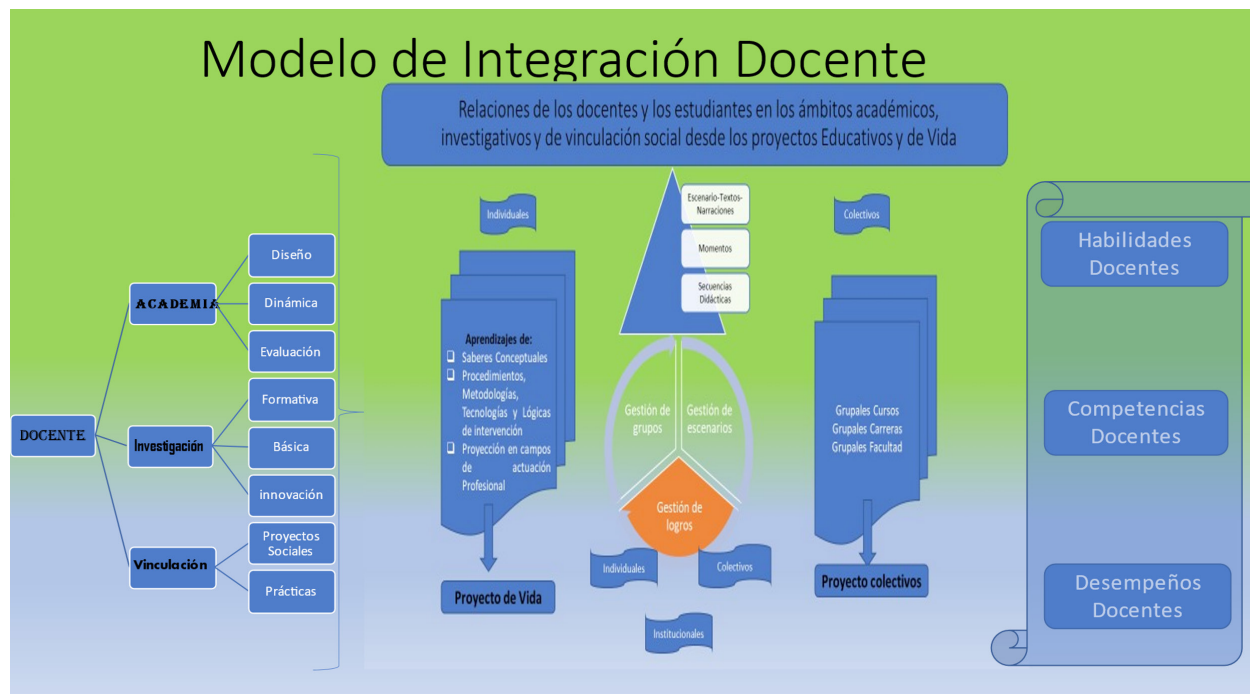 Modelo de Integración Docente
Relaciones de los docentes y los estudiantes en los ámbitos académicos,
investigativos y de vinculación social desde los proyectos Educativos y de Vida
DOCENTE
ACADEMIA
Diseño
Dinámica
Evaluación
Investigación
Formativa
Básica
innovación
Vinculación
Proyectos
Sociales
Prácticas
Individuales
Aprendizajes de:
Saberes Conceptuales
Procedimientos,
Metodologías,
Tecnologías y Lógicas
de intervención
Proyección en campos
de actuación
Profesional
Proyecto de Vida
Escenario-Textos-
Narraciones
Momentos
Secuencias
Didácticas
Gestión de
grupos
Gestión de
escenarios
Gestión de
logros
Individuales
Colectivos
Institucionales
Colectivos
Grupales Cursos
Grupales Carreras
Grupales Facultad
Proyecto colectivos
Habilidades
Docentes
Competencias
Docentes
Desempeños
Docentes